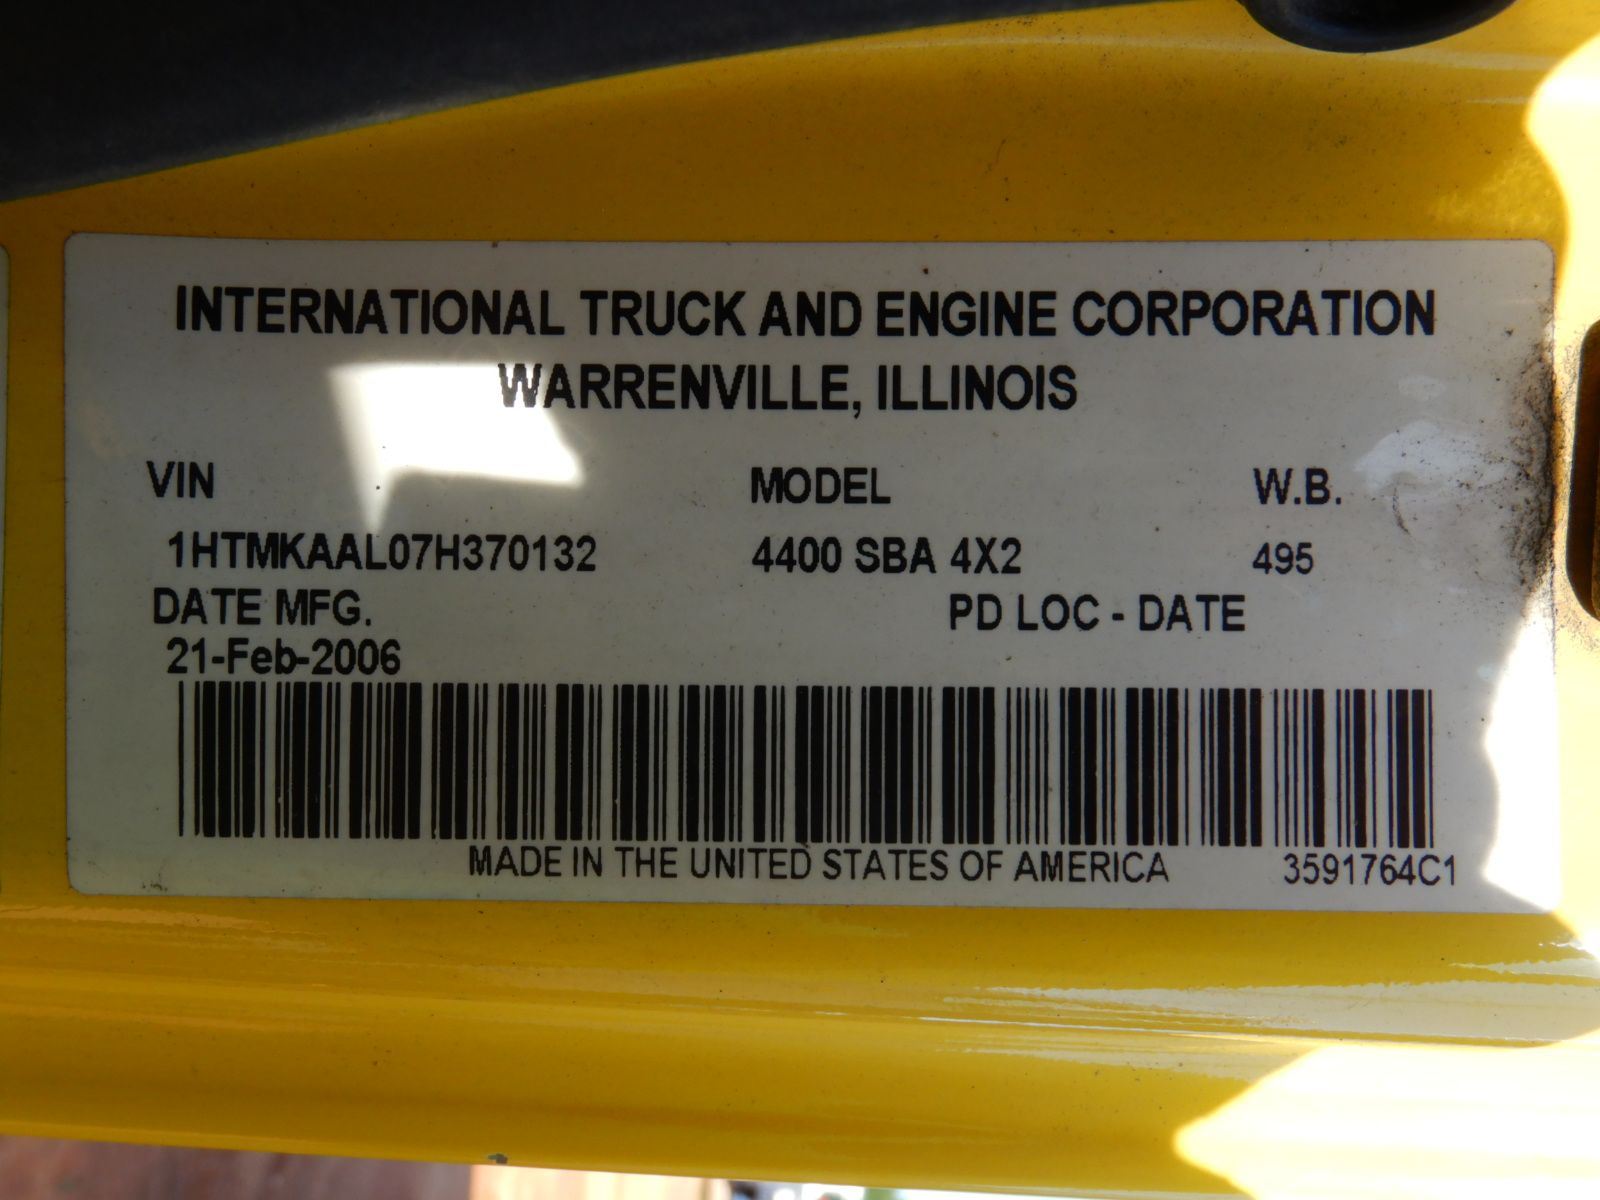 INTERNATIONAL TRUCK AND ENGINE CORPORATION
WARRENVILLE, ILLINOIS
VIN MODEL W.B.
1HTMKAAL07H370132 4400 SBA 4X2 495
DATE MFG. PD LOC - DATE
21-Feb-2006
MADE IN THE UNITED STATES OF AMERICA 3591764C1